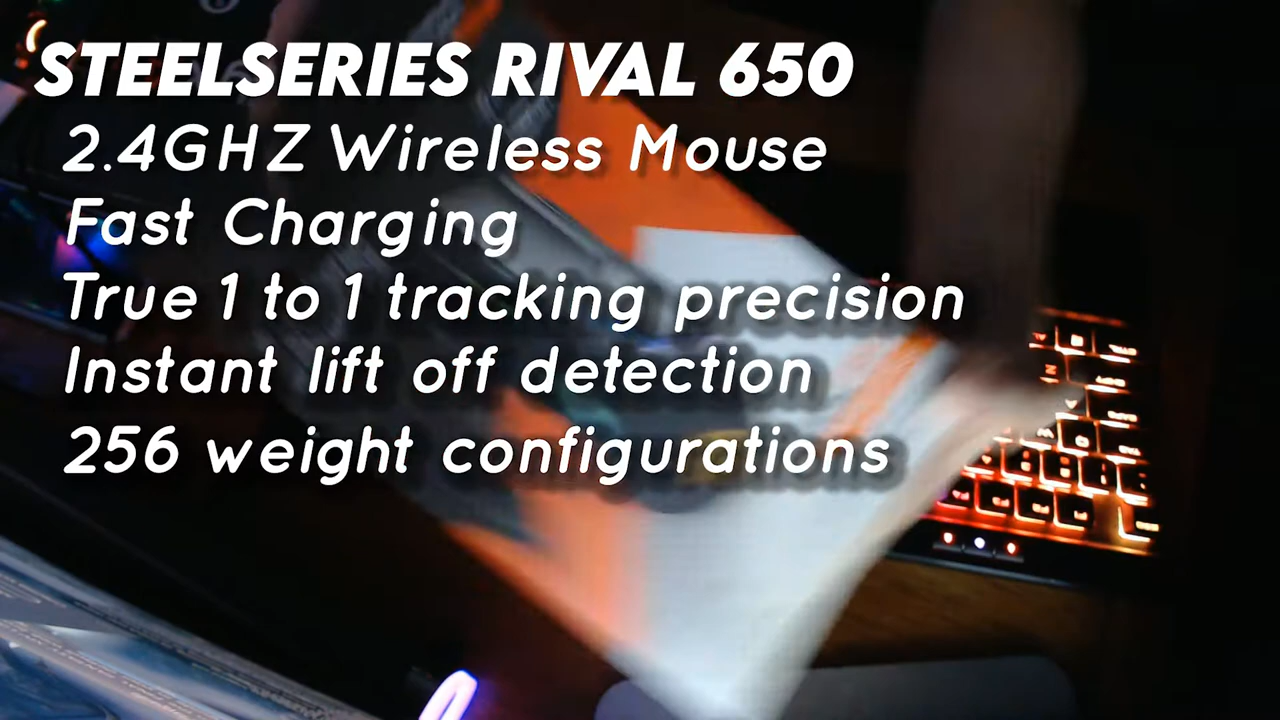 STEELSERIES RIVAL 650
2.4GHZ Wireless Mouse
Fast Charging
True 1 to 1 tracking precision
Instant lift off detection
256 weight configurations